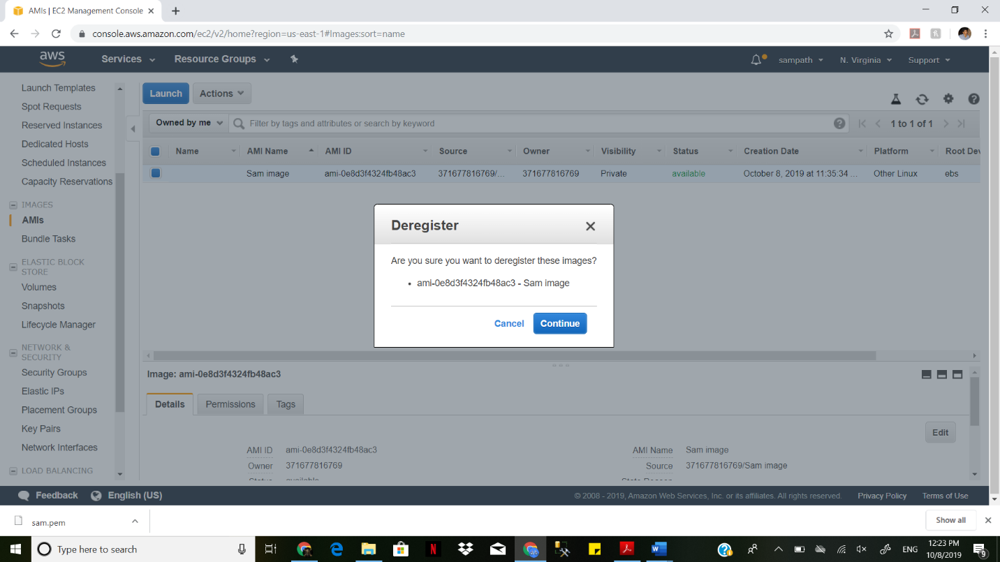 AMIs | EC2 Management Console
console.aws.amazon.com/ec2/v2/home?region=us-east-1#Images:sort=name
aws Services Resource Groups sampath N. Virginia Support
Launch Templates
Spot Requests
Reserved Instances
Dedicated Hosts
Scheduled Instances
Capacity Reservations
IMAGES
AMIs
Bundle Tasks
ELASTIC BLOCK
STORE
Volumes
Snapshots
Lifecycle Manager
NETWORK &
SECURITY
Security Groups
Elastic IPs
Placement Groups
Key Pairs
Network Interfaces
LOAD BALANCING
Launch Actions
Owned by me Filter by tags and attributes or search by keyword 1 to 1 of 1
Name AMI Name AMI ID Source Owner Visibility Status Creation Date Platform Root Dev
Sam image ami-0e8d3f4324fb48ac3 371677816769/... 371677816769 Private available October 8, 2019 at 11:35:34 ... Other Linux ebs
Deregister
Are you sure you want to deregister these images?
• ami-0e8d3f4324fb48ac3 - Sam image
Cancel Continue
Image: ami-0e8d3f4324fb48ac3
Details Permissions Tags
Edit
AMI ID ami-0e8d3f4324fb48ac3 AMI Name Sam image
Owner 371677816769 Source 371677816769/Sam image
Status available State Reason
Feedback English (US) © 2008 - 2019, Amazon Web Services, Inc. or its affiliates. All rights reserved. Privacy Policy Terms of Use
sam.pem Show all
Type here to search ENG 12:23 PM
10/8/2019 9